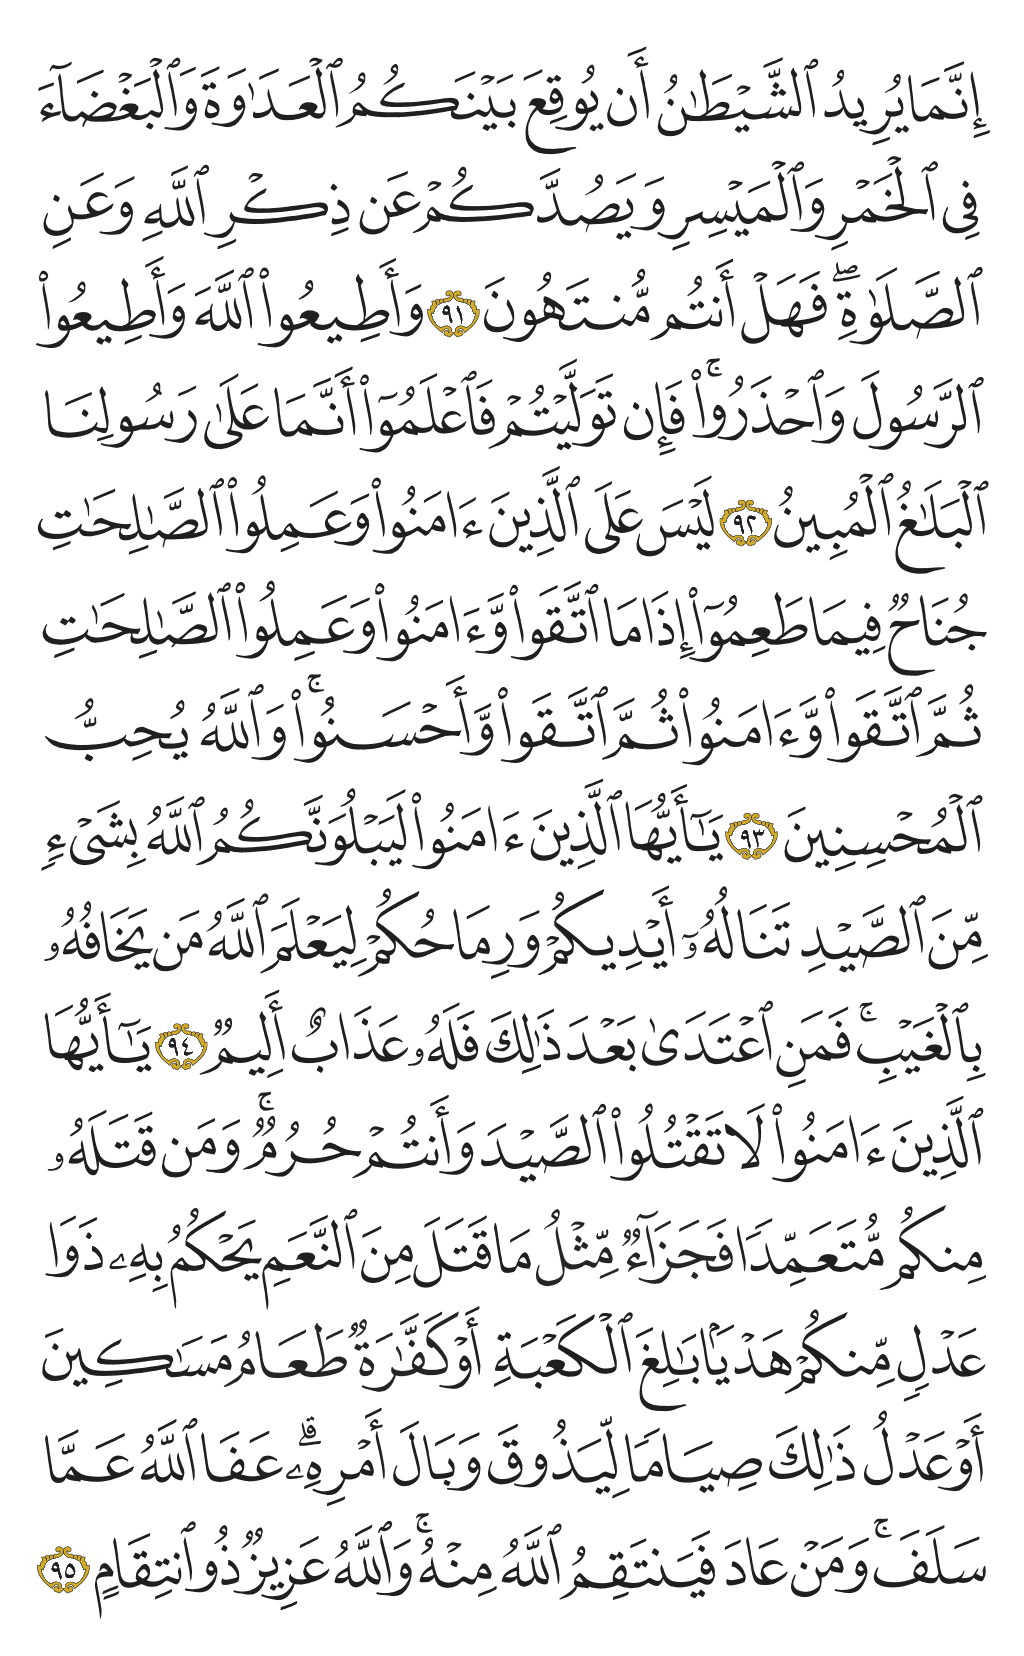 إِنَّمَا يُرِيدُ ٱلشَّيْطَٰنُ أَن يُوقِعَ بَيْنَكُمُ ٱلْعَدَٰوَةَ وَٱلْبَغْضَآءَ
فِى ٱلْخَمْرِ وَٱلْمَيْسِرِ وَيَصُدَّكُمْ عَن ذِكْرِ ٱللَّهِ وَعَنِ
ٱلصَّلَوٰةِ ۖ فَهَلْ أَنتُم مُّنتَهُونَ ٩١ وَأَطِيعُوا۟ ٱللَّهَ وَأَطِيعُوا۟
ٱلرَّسُولَ وَٱحْذَرُوا۟ ۚ فَإِن تَوَلَّيْتُمْ فَٱعْلَمُوٓا۟ أَنَّمَا عَلَىٰ رَسُولِنَا
ٱلْبَلَٰغُ ٱلْمُبِينُ ٩٢ لَيْسَ عَلَى ٱلَّذِينَ ءَامَنُوا۟ وَعَمِلُوا۟ ٱلصَّٰلِحَٰتِ
جُنَاحٌ فِيمَا طَعِمُوٓا۟ إِذَا مَا ٱتَّقَوا۟ وَّءَامَنُوا۟ وَعَمِلُوا۟ ٱلصَّٰلِحَٰتِ
ثُمَّ ٱتَّقَوا۟ وَّءَامَنُوا۟ ثُمَّ ٱتَّقَوا۟ وَّأَحْسَنُوا۟ ۚ وَٱللَّهُ يُحِبُّ
ٱلْمُحْسِنِينَ ٩٣ يَٰٓأَيُّهَا ٱلَّذِينَ ءَامَنُوا۟ لَيَبْلُوَنَّكُمُ ٱللَّهُ بِشَىْءٍ
مِّنَ ٱلصَّيْدِ تَنَالُهُۥٓ أَيْدِيكُمْ وَرِمَاحُكُمْ لِيَعْلَمَ ٱللَّهُ مَن يَخَافُهُۥ
بِٱلْغَيْبِ ۚ فَمَنِ ٱعْتَدَىٰ بَعْدَ ذَٰلِكَ فَلَهُۥ عَذَابٌ أَلِيمٌ ٩٤ يَٰٓأَيُّهَا
ٱلَّذِينَ ءَامَنُوا۟ لَا تَقْتُلُوا۟ ٱلصَّيْدَ وَأَنتُمْ حُرُمٌ ۚ وَمَن قَتَلَهُۥ
مِنكُم مُّتَعَمِّدًا فَجَزَآءٌ مِّثْلُ مَا قَتَلَ مِنَ ٱلنَّعَمِ يَحْكُمُ بِهِۦ ذَوَا
عَدْلٍ مِّنكُمْ هَدْيًۢا بَٰلِغَ ٱلْكَعْبَةِ أَوْ كَفَّٰرَةٌ طَعَامُ مَسَٰكِينَ
أَوْ عَدْلُ ذَٰلِكَ صِيَامًا لِّيَذُوقَ وَبَالَ أَمْرِهِۦ ۗ عَفَا ٱللَّهُ عَمَّا
سَلَفَ ۚ وَمَنْ عَادَ فَيَنتَقِمُ ٱللَّهُ مِنْهُ ۚ وَٱللَّهُ عَزِيزٌ ذُو ٱنتِقَامٍ ٩٥